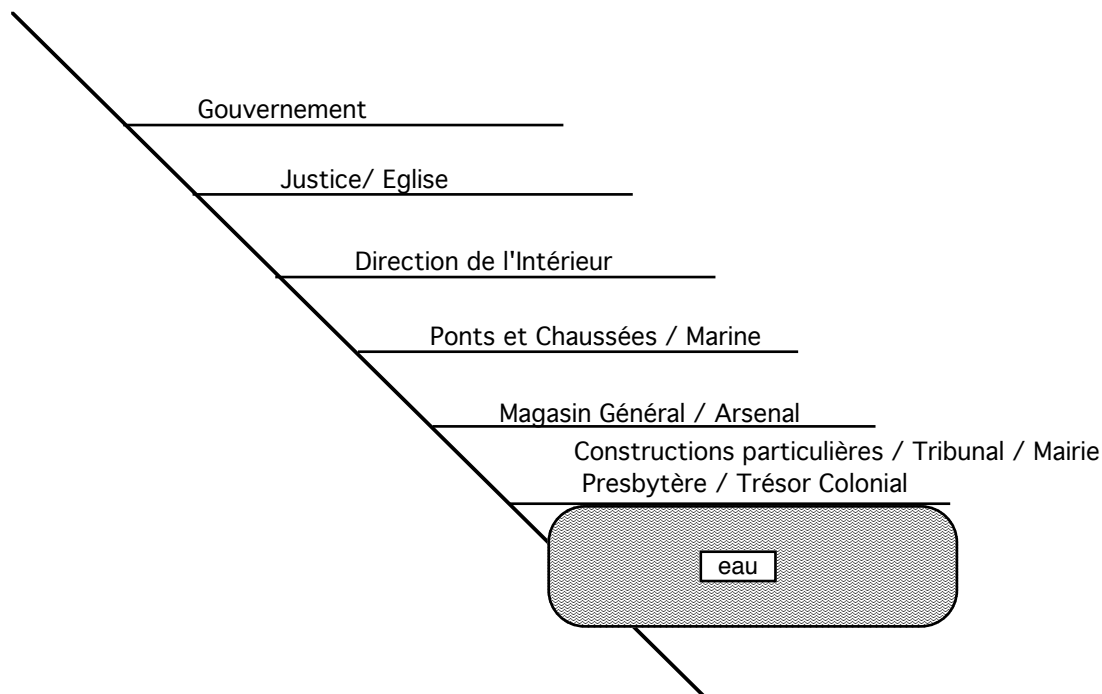 Gouvernement
Justice/ Eglise
Direction de l'Intérieur
Ponts et Chaussées / Marine
Magasin Général / Arsenal
Constructions particulières / Tribunal / Mairie
Presbytère / Trésor Colonial
eau